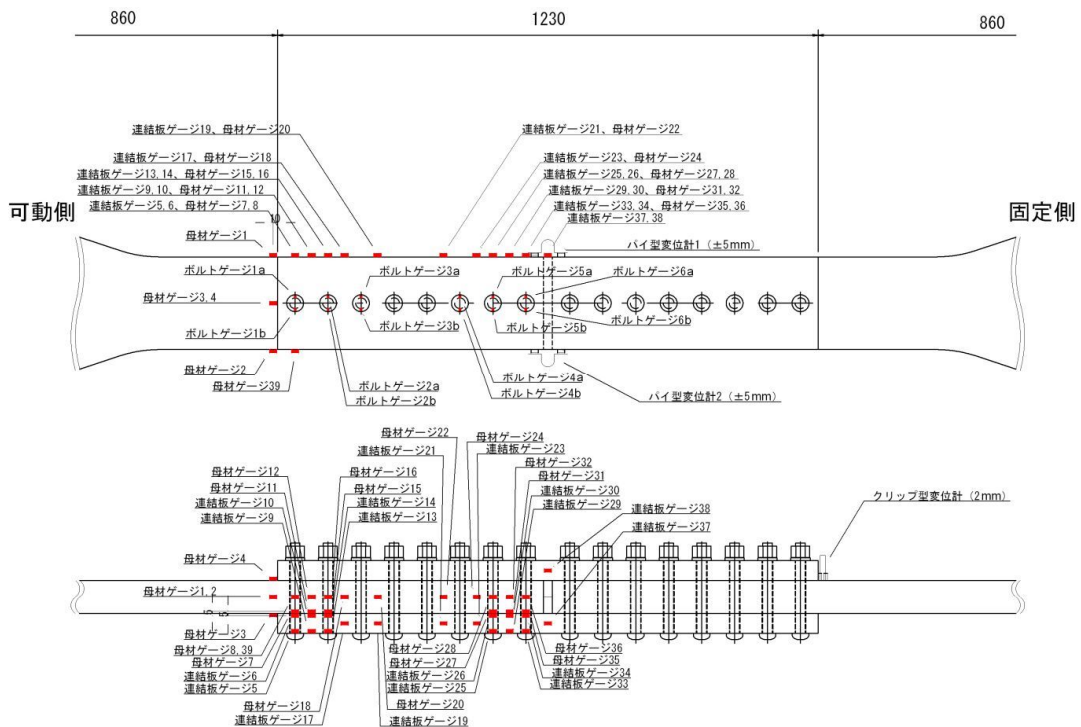 860
1230
860
連結板ゲージ19、母材ゲージ20
連結板ゲージ21、母材ゲージ22
連結板ゲージ17、母材ゲージ18
連結板ゲージ23、母材ゲージ24
連結板ゲージ13,14、母材ゲージ15,16
連結板ゲージ25,26、母材ゲージ27,28
連結板ゲージ9,10、母材ゲージ11,12
連結板ゲージ29,30、母材ゲージ31,32
連結板ゲージ5,6、母材ゲージ7,8
連結板ゲージ33,34、母材ゲージ35,36
可動側
固定側
10
連結板ゲージ37,38
母材ゲージ1
パイ型変位計1（±5mm）
ボルトゲージ1a
ボルトゲージ3a
ボルトゲージ5a
ボルトゲージ6a
母材ゲージ3,4
ボルトゲージ1b
ボルトゲージ3b
ボルトゲージ5b
ボルトゲージ6b
母材ゲージ2
母材ゲージ39
ボルトゲージ2a
ボルトゲージ2b
ボルトゲージ4a
ボルトゲージ4b
パイ型変位計2（±5mm）
母材ゲージ22
連結板ゲージ21
母材ゲージ24
連結板ゲージ23
母材ゲージ12
母材ゲージ11
連結板ゲージ10
連結板ゲージ9
母材ゲージ16
母材ゲージ15
連結板ゲージ14
連結板ゲージ13
母材ゲージ32
母材ゲージ31
連結板ゲージ30
連結板ゲージ29
クリップ型変位計（2mm）
連結板ゲージ38
連結板ゲージ37
母材ゲージ4
母材ゲージ1,2
母材ゲージ3
母材ゲージ8,39
母材ゲージ7
連結板ゲージ6
連結板ゲージ5
母材ゲージ28
母材ゲージ27
連結板ゲージ26
連結板ゲージ25
母材ゲージ36
母材ゲージ35
連結板ゲージ34
連結板ゲージ33
母材ゲージ18
連結板ゲージ17
母材ゲージ20
連結板ゲージ19